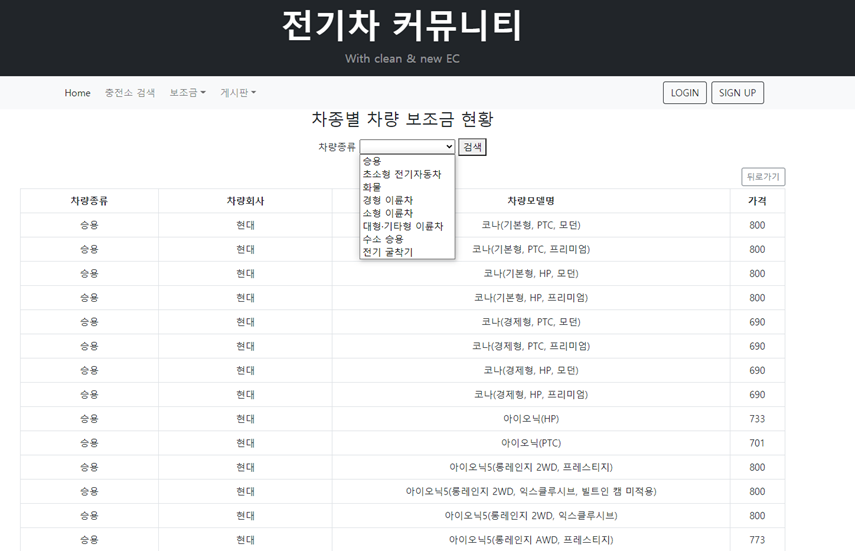 전기차 커뮤니티
With clean & new EC
Home 충전소 검색 보조금 게시판 LOGIN SIGN UP
차종별 차량 보조금 현황
차량종류 검색
승용
초소형 전기자동차
화물
경형 이륜차
소형 이륜차
대형·기타형 이륜차
수소 승용
전기 굴착기
뒤로가기
차량종류 차량회사 차량모델명 가격
승용 현대 코나(기본형, PTC, 모던) 800
승용 현대 코나(기본형, PTC, 프리미엄) 800
승용 현대 코나(기본형, HP, 모던) 800
승용 현대 코나(기본형, HP, 프리미엄) 800
승용 현대 코나(경제형, PTC, 모던) 690
승용 현대 코나(경제형, PTC, 프리미엄) 690
승용 현대 코나(경제형, HP, 모던) 690
승용 현대 코나(경제형, HP, 프리미엄) 690
승용 현대 아이오닉(HP) 733
승용 현대 아이오닉(PTC) 701
승용 현대 아이오닉5(롱레인지 2WD, 프레스티지) 800
승용 현대 아이오닉5(롱레인지 2WD, 익스클루시브, 빌트인 캠 미적용) 800
승용 현대 아이오닉5(롱레인지 2WD, 익스클루시브) 800
승용 현대 아이오닉5(롱레인지 AWD, 프레스티지) 773